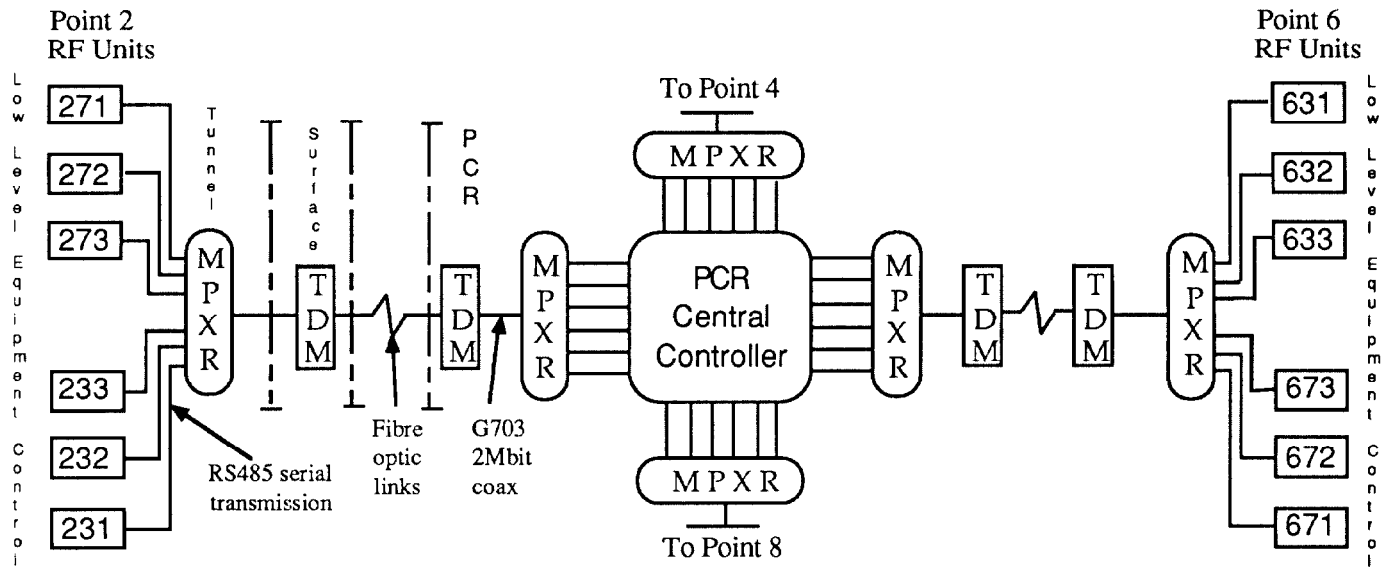 Point 2
RF Units
Low Level Equipment Control
271
272
273
233
232
231
Tunnel
MPXR
RS485 serial
transmission
Surface
TDM
Fibre
optic
links
PCR
TDM
G703
2Mbit
coax
MPXR
To Point 4
MPXR
PCR
Central
Controller
MPXR
To Point 8
MPXR
TDM
TDM
MPXR
Point 6
RF Units
631
632
633
673
672
671
Low Level Equipment Control